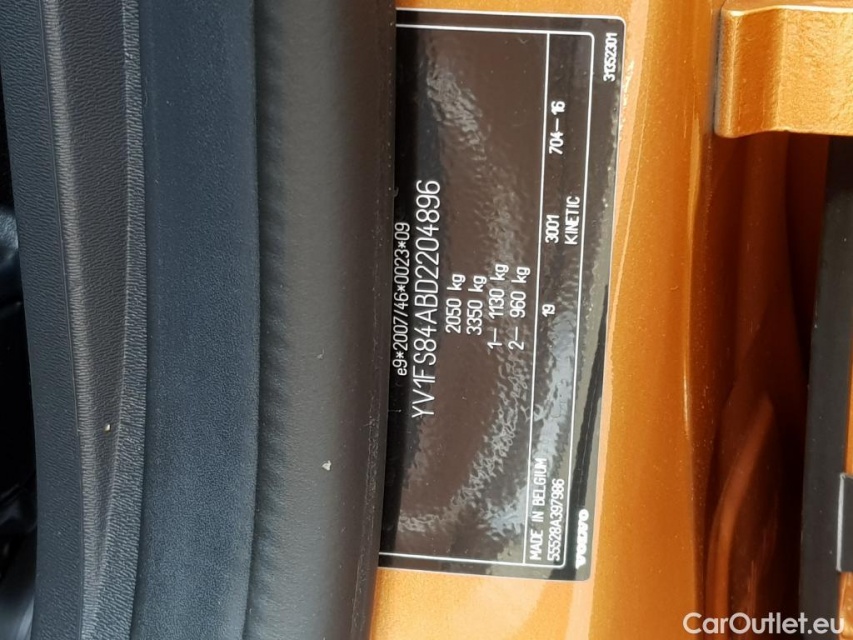 e9*2007/46*0023*09
YV1FS84ABD2204896
2050 kg
3350 kg
1– 1130 kg
2– 960 kg
MADE IN BELGIUM 19 3001 704–16
55528A397986 KINETIC
VOLVO 31352301
CarOutlet.eu